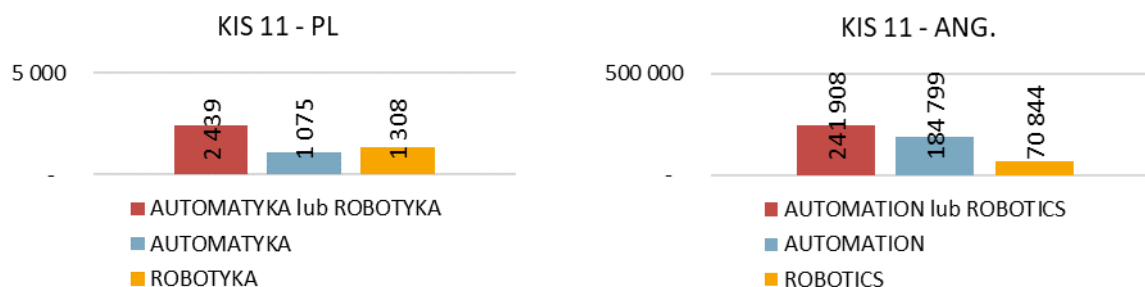 KIS 11 - PL
5 000
2 439
1 075
1 308
-
AUTOMATYKA lub ROBOTYKA
AUTOMATYKA
ROBOTYKA
KIS 11 - ANG.
500 000
241 908
184 799
70 844
-
AUTOMATION lub ROBOTICS
AUTOMATION
ROBOTICS